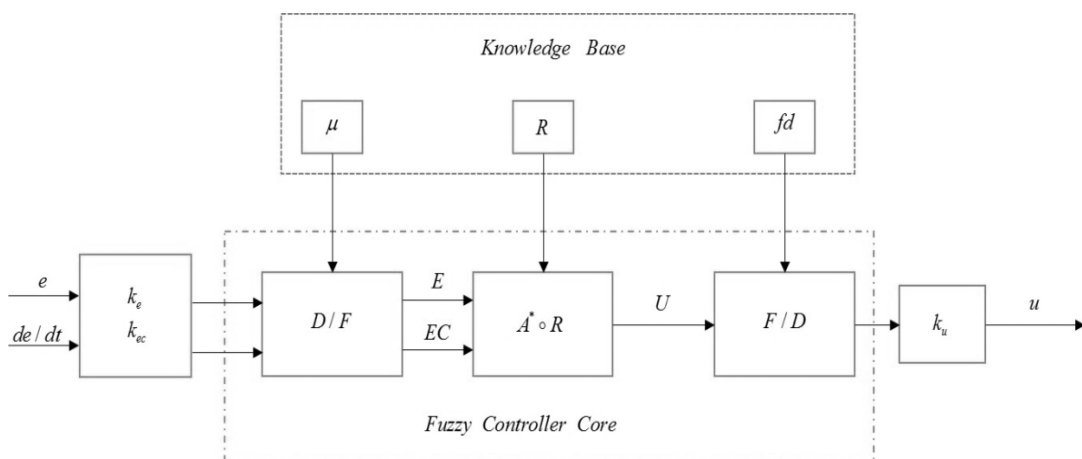 Knowledge Base
μ
R
fd
e
de/dt
k_e
k_ec
D/F
E
EC
A* ∘ R
U
F/D
k_u
u
Fuzzy Controller Core